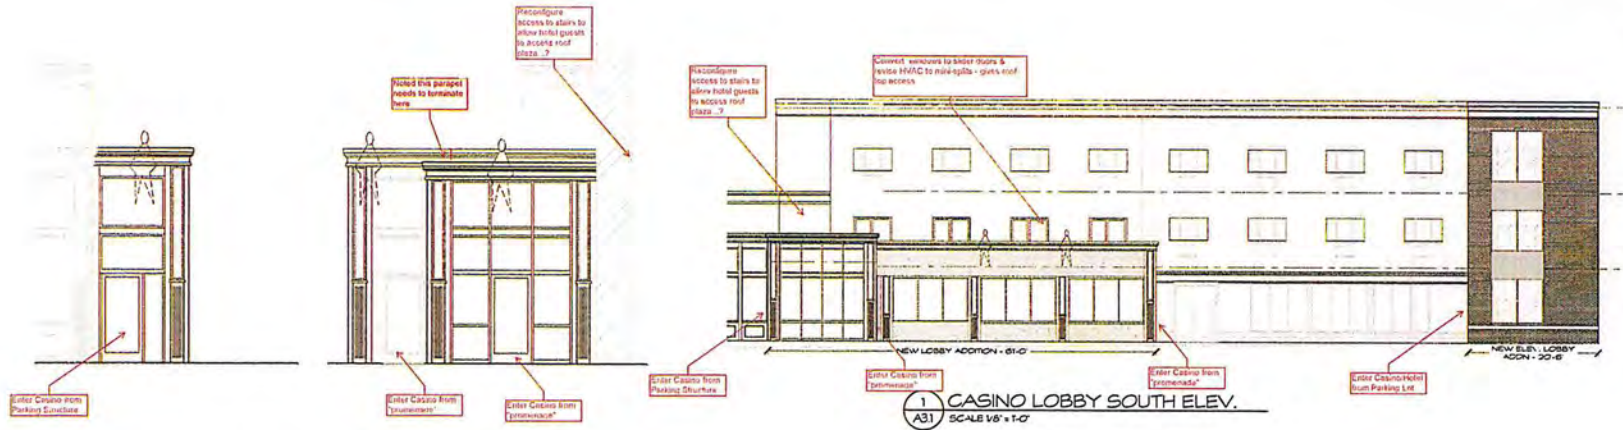 Reconfigure
access to stairs to
allow hotel guests
to access roof
plaza...?
Noted this parapet
needs to terminate
here
Reconfigure
access to stairs to
allow hotel guests
to access roof
plaza...?
Convert windows to slider doors &
revise HVAC to mini-splits - gives roof
top access
Enter Casino from
Parking Structure
Enter Casino from
"promenade"
Enter Casino from
"promenade"
Enter Casino from
Parking Structure
NEW LOBBY ADDITION - 61'-0"
Enter Casino from
"promenade"
Enter Casino from
"promenada"
Enter Casino/Hotel
from Parking Lot
NEW ELEV. LOBBY
ADDN - 20'-6"
1
A3.1
CASINO LOBBY SOUTH ELEV.
SCALE 1/8" = 1'-0"